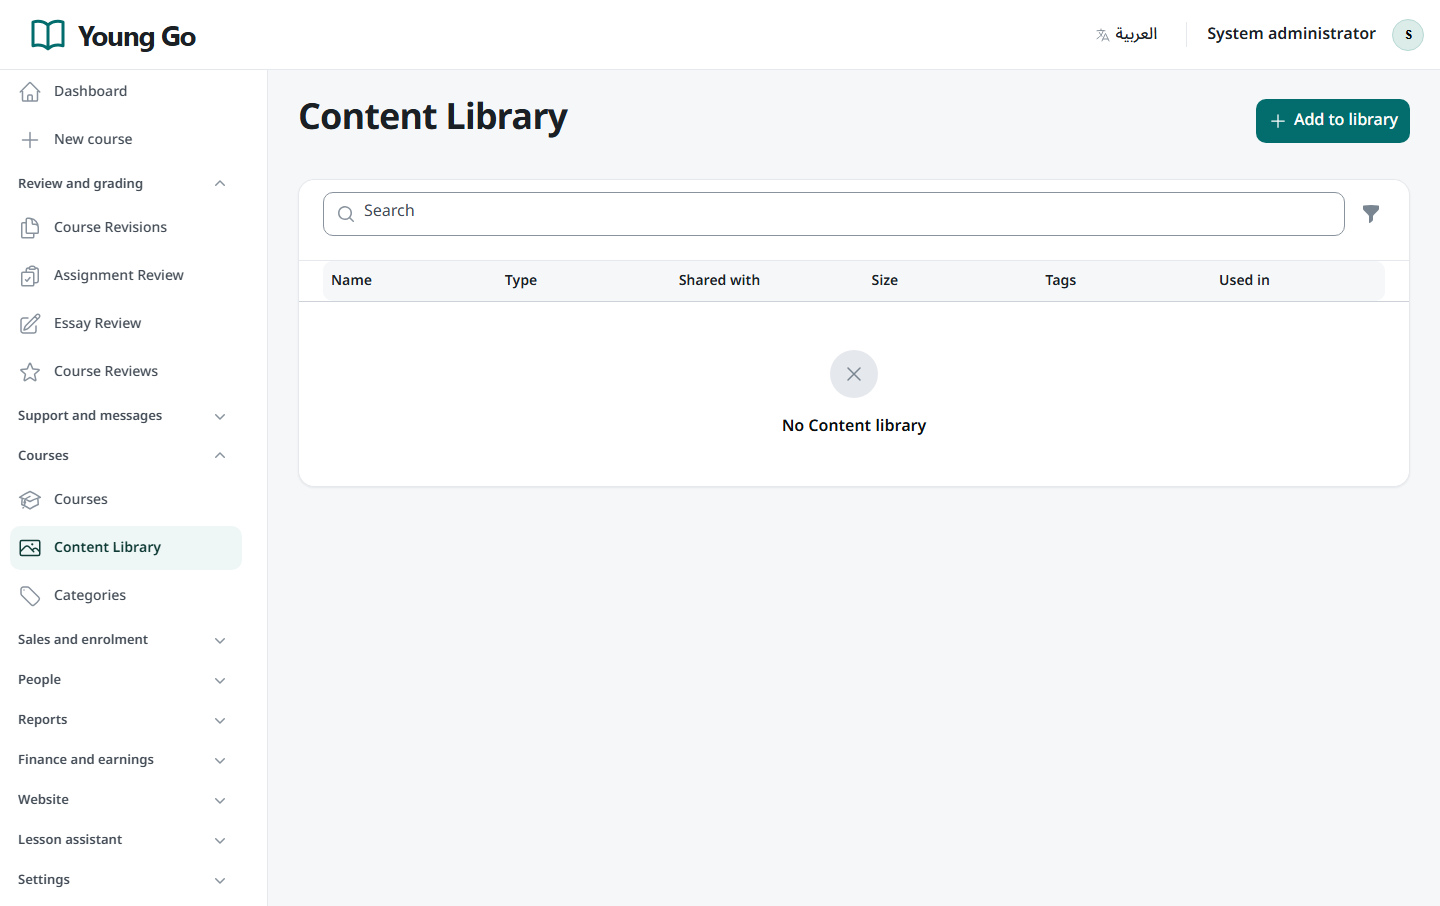 Young Go
العربية
System administrator
S
Dashboard
New course
Review and grading
Course Revisions
Assignment Review
Essay Review
Course Reviews
Support and messages
Courses
Courses
Content Library
Categories
Sales and enrolment
People
Reports
Finance and earnings
Website
Lesson assistant
Settings
Content Library
Add to library
Search
Name Type Shared with Size Tags Used in
No Content library